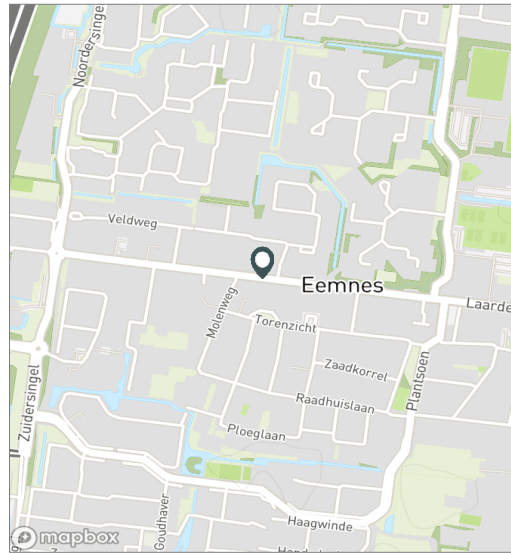 Noordersingel
Veldweg
Eemnes
Molenweg
Laarde
Torenzicht
Zaadkorrel
Plantsoen
Raadhuislaan
Zuidersingel
Ploeglaan
Goudhaver
Haagwinde
mapbox